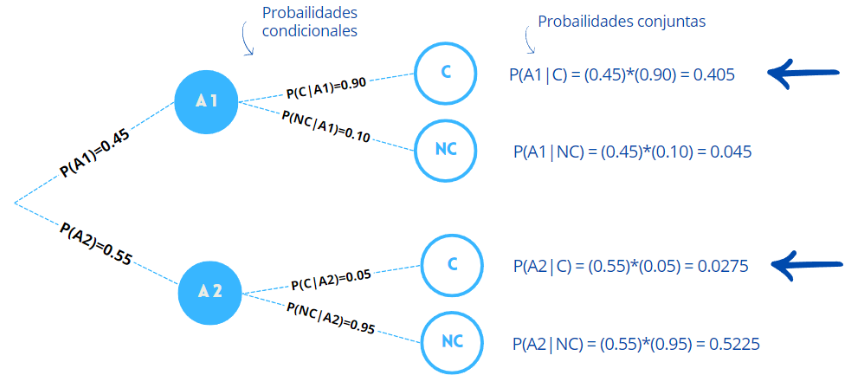 Probailidades
condicionales
Probailidades conjuntas
A1
P(A1)=0.45
P(C|A1)=0.90
C
P(A1|C) = (0.45)*(0.90) = 0.405
P(NC|A1)=0.10
NC
P(A1|NC) = (0.45)*(0.10) = 0.045
P(A2)=0.55
A2
P(C|A2)=0.05
C
P(A2|C) = (0.55)*(0.05) = 0.0275
P(NC|A2)=0.95
NC
P(A2|NC) = (0.55)*(0.95) = 0.5225